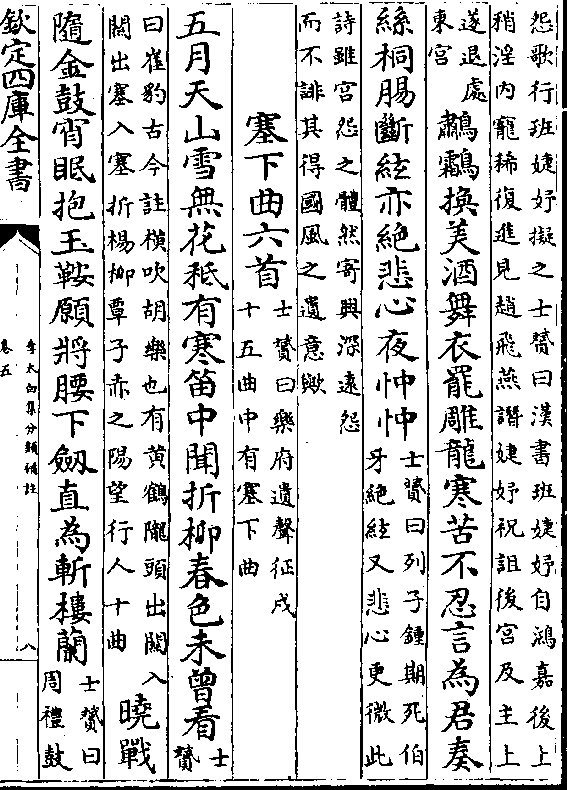 怨歌行班婕妤擬之士贇曰漢書班婕妤自鴻嘉後上
稍淫内寵稀復進見趙飛燕譖婕妤祝詛後宮及主上
遂退處
東宮
鷫鸘換美酒舞衣罷雕龍寒苦不忍言為君奏
絲桐腸斷絃亦絶悲心夜忡忡
士贇曰列子鍾期死伯
牙絶絃又悲心更微此
詩雖宮怨之體然寄興深遠怨
而不誹其得國風之遺意歟
塞下曲六首
士贇曰樂府遺聲征戍
十五曲中有塞下曲
五月天山雪無花秪有寒笛中聞折柳春色未曾看
士
贇
曰崔豹古今註横吹胡樂也有黄鶴隴頭出關入
關出塞入塞折楊柳覃子赤之陽望行人十曲
曉戰
隨金鼓宵眠抱玉鞍願將腰下劒直為斬樓蘭
士贇曰
周禮鼓
欽定四庫全書
李太白集分類補註
卷五
八